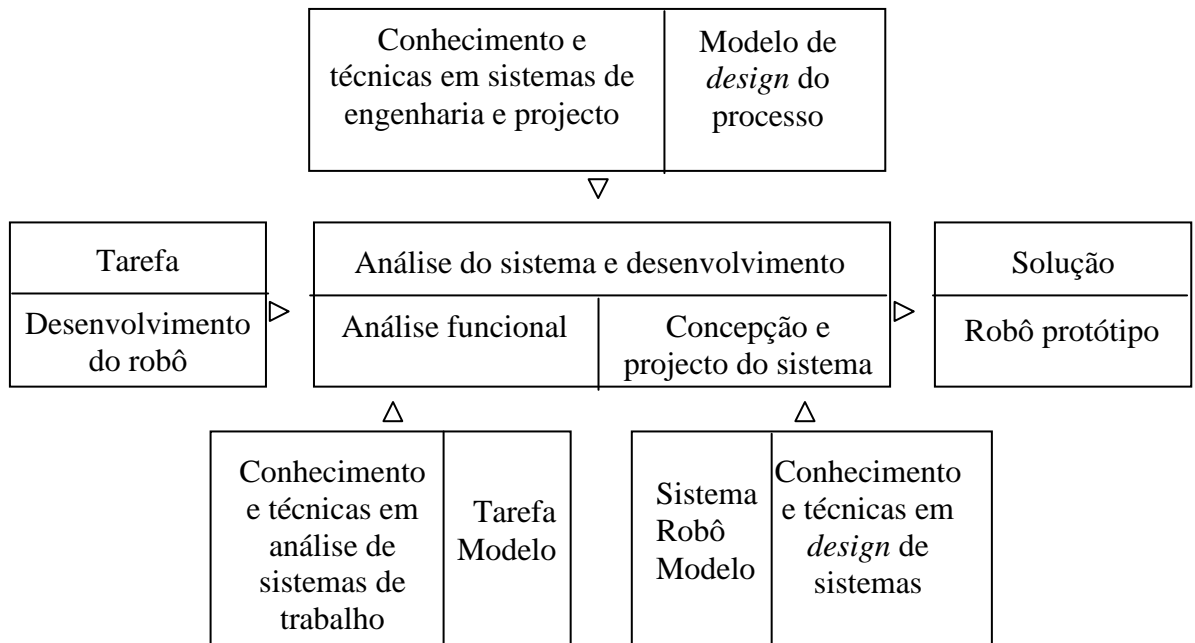 Conhecimento e
técnicas em sistemas de
engenharia e projecto
Modelo de
design do
processo
Tarefa
Desenvolvimento
do robô
Análise do sistema e desenvolvimento
Análise funcional
Concepção e
projecto do sistema
Solução
Robô protótipo
Conhecimento
e técnicas em
análise de
sistemas de
trabalho
Tarefa
Modelo
Sistema
Robô
Modelo
Conhecimento
e técnicas em
design de
sistemas